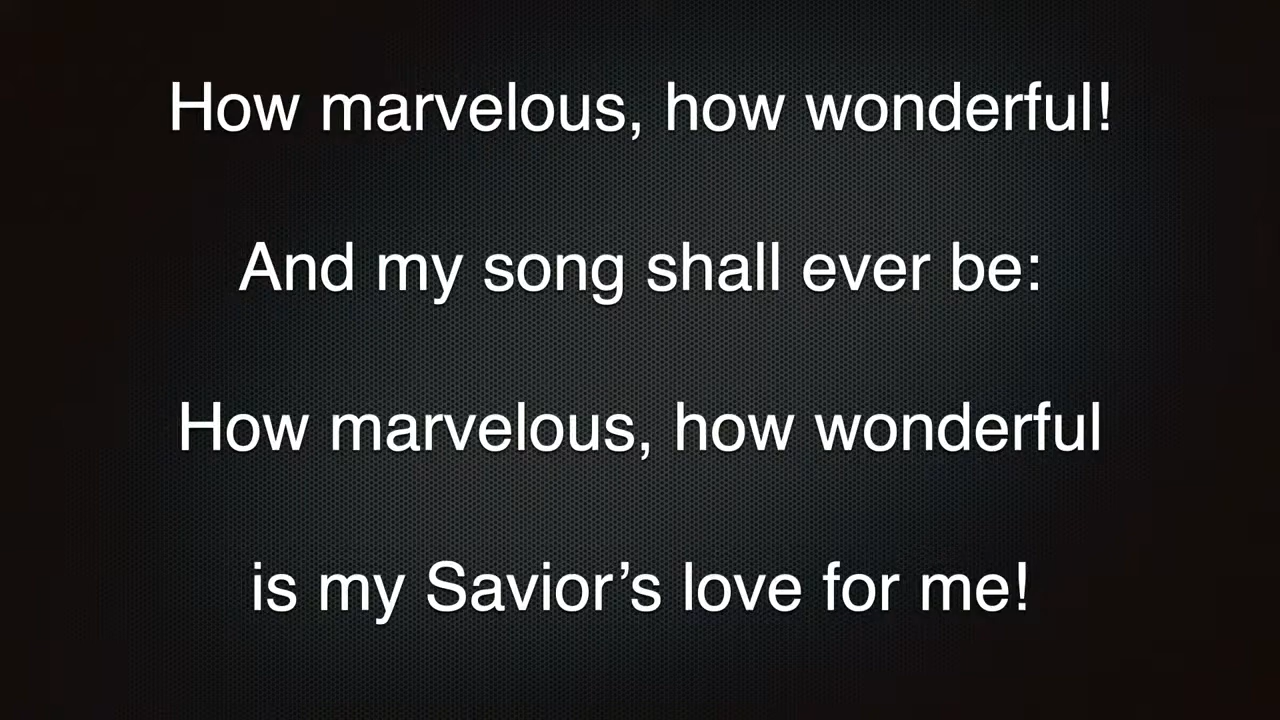 How marvelous, how wonderful!
And my song shall ever be:
How marvelous, how wonderful
is my Savior’s love for me!